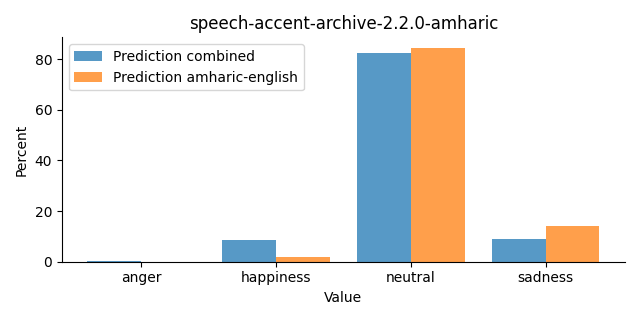 speech-accent-archive-2.2.0-amharic
Prediction combined
Prediction amharic-english
Percent
80
60
40
20
0
anger happiness neutral sadness
Value